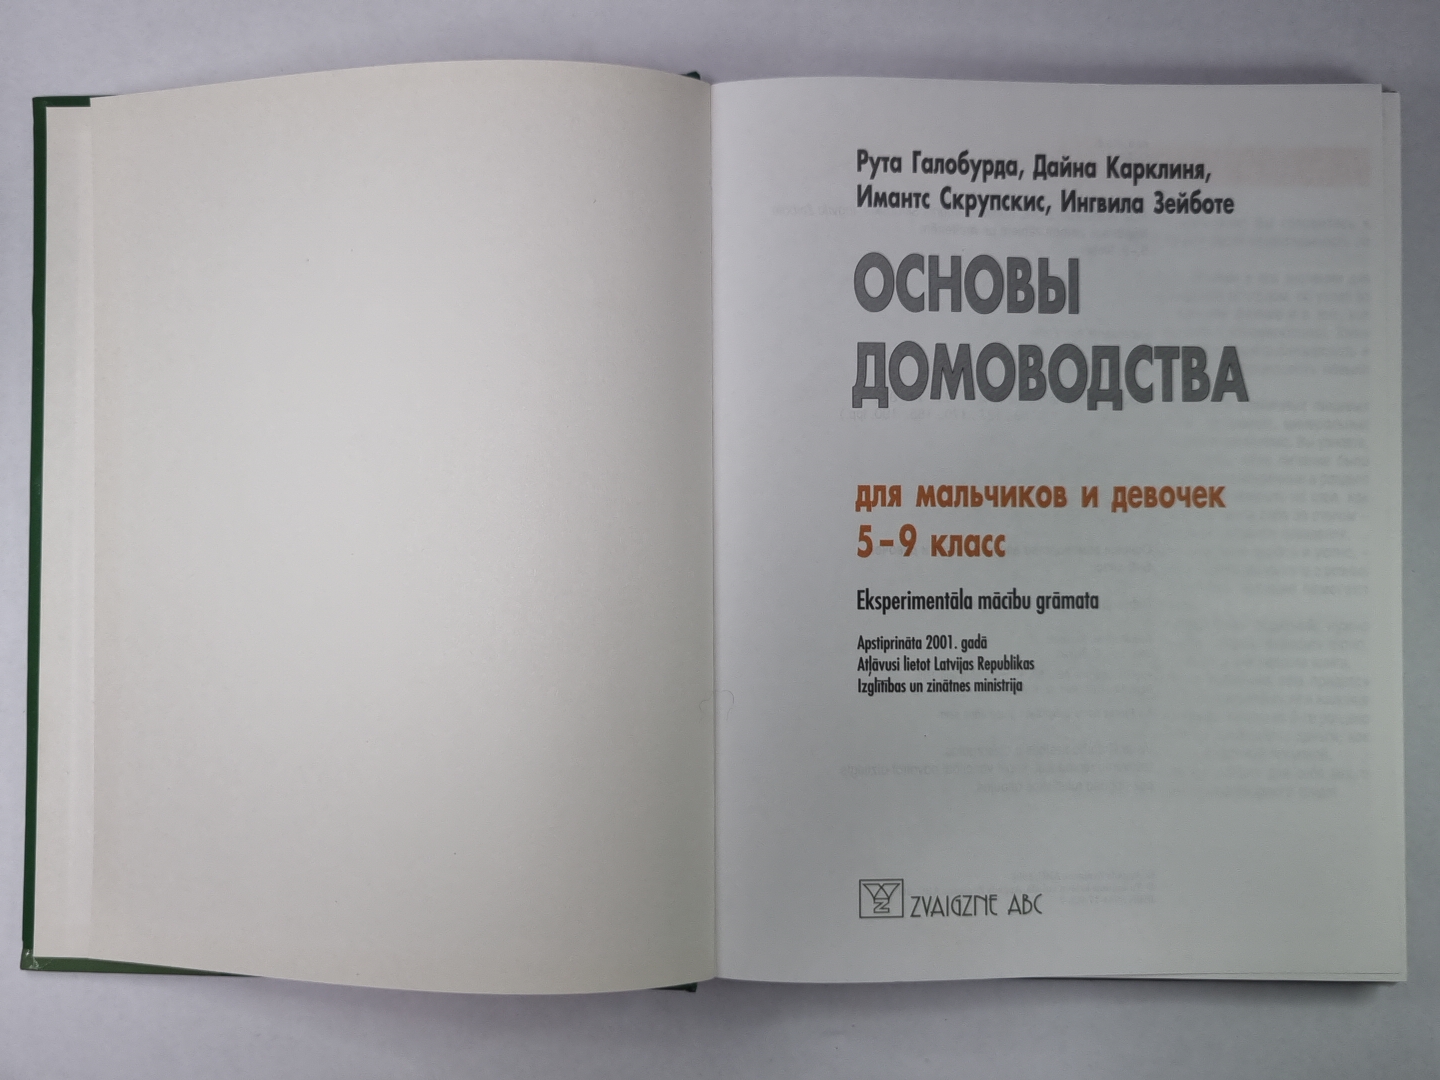 Рута Галобурда, Дайна Карклиня,
Имантс Скрупскис, Ингвила Зейботе
ОСНОВЫ
ДОМОВОДСТВА
для мальчиков и девочек
5–9 класс
Eksperimentāla mācību grāmata
Apstiprināta 2001. gadā
Atļāvusi lietot Latvijas Republikas
Izglītības un zinātnes ministrija
ZVAIGZNE ABC